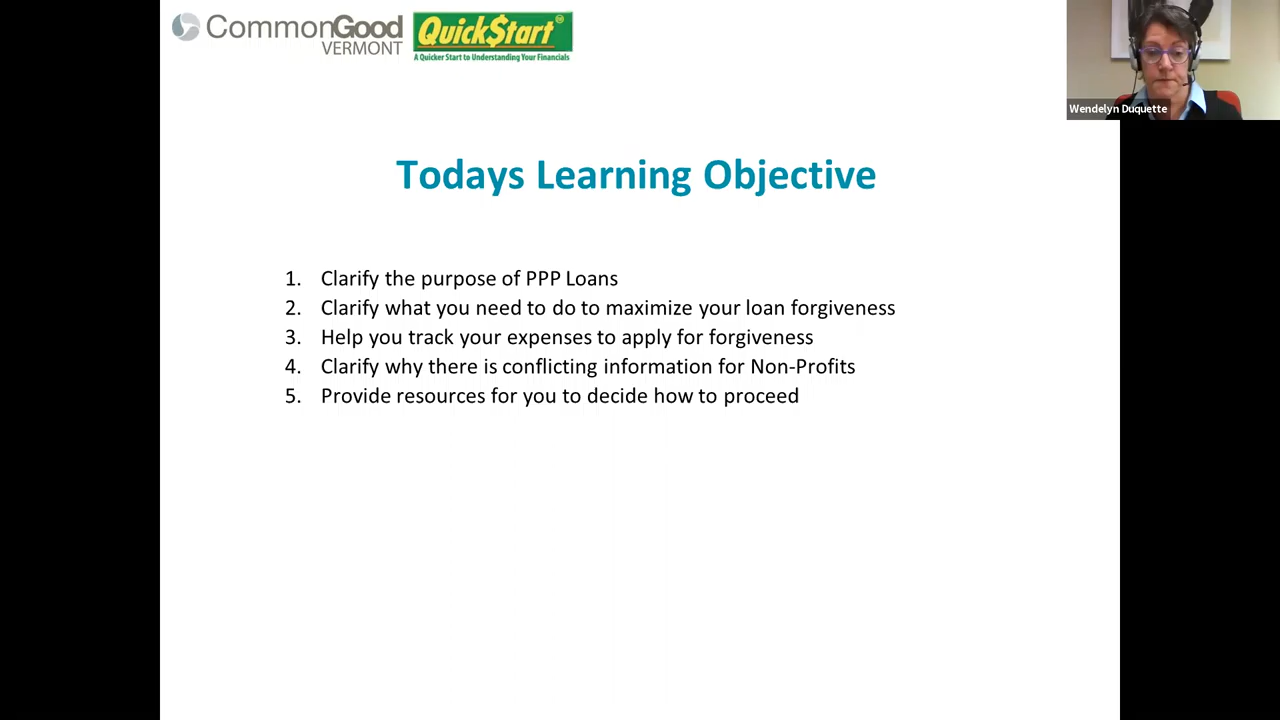 CommonGood
VERMONT
QuickStart
A Quicker Start to Understanding Your Financials
Wendelyn Duquette
Todays Learning Objective
1. Clarify the purpose of PPP Loans
2. Clarify what you need to do to maximize your loan forgiveness
3. Help you track your expenses to apply for forgiveness
4. Clarify why there is conflicting information for Non-Profits
5. Provide resources for you to decide how to proceed